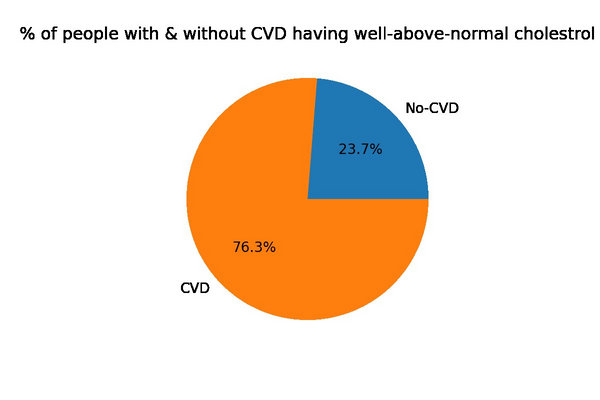 % of people with & without CVD having well-above-normal cholestrol
No-CVD
23.7%
76.3%
CVD